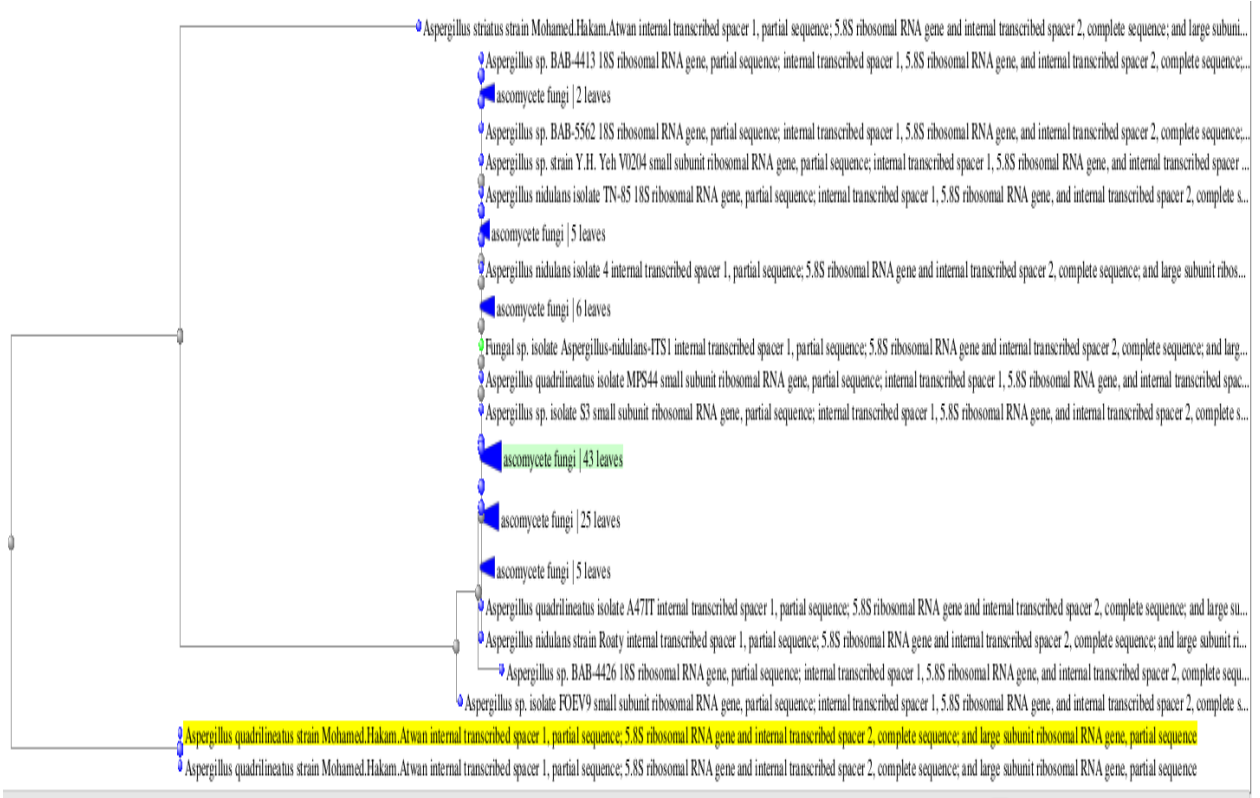 Aspergillus striatus strain Mohamed.Hakam.Atwan internal transcribed spacer 1, partial sequence; 5.8S ribosomal RNA gene and internal transcribed spacer 2, complete sequence; and large subuni...
Aspergillus sp. BAB-4413 18S ribosomal RNA gene, partial sequence; internal transcribed spacer 1, 5.8S ribosomal RNA gene, and internal transcribed spacer 2, complete sequence;...
ascomycete fungi | 2 leaves
Aspergillus sp. BAB-5562 18S ribosomal RNA gene, partial sequence; internal transcribed spacer 1, 5.8S ribosomal RNA gene, and internal transcribed spacer 2, complete sequence;...
Aspergillus sp. strain Y.H. Yeh V0204 small subunit ribosomal RNA gene, partial sequence; internal transcribed spacer 1, 5.8S ribosomal RNA gene, and internal transcribed spacer ...
Aspergillus nidulans isolate TN-85 18S ribosomal RNA gene, partial sequence; internal transcribed spacer 1, 5.8S ribosomal RNA gene, and internal transcribed spacer 2, complete s...
ascomycete fungi | 5 leaves
Aspergillus nidulans isolate 4 internal transcribed spacer 1, partial sequence; 5.8S ribosomal RNA gene and internal transcribed spacer 2, complete sequence; and large subunit ribos...
ascomycete fungi | 6 leaves
Fungal sp. isolate Aspergillus-nidulans-ITS1 internal transcribed spacer 1, partial sequence; 5.8S ribosomal RNA gene and internal transcribed spacer 2, complete sequence; and larg...
Aspergillus quadrilineatus isolate MPS44 small subunit ribosomal RNA gene, partial sequence; internal transcribed spacer 1, 5.8S ribosomal RNA gene, and internal transcribed spac...
Aspergillus sp. isolate S3 small subunit ribosomal RNA gene, partial sequence; internal transcribed spacer 1, 5.8S ribosomal RNA gene, and internal transcribed spacer 2, complete s...
ascomycete fungi | 43 leaves
ascomycete fungi | 25 leaves
ascomycete fungi | 5 leaves
Aspergillus quadrilineatus isolate A47IT internal transcribed spacer 1, partial sequence; 5.8S ribosomal RNA gene and internal transcribed spacer 2, complete sequence; and large su...
Aspergillus nidulans strain Roaty internal transcribed spacer 1, partial sequence; 5.8S ribosomal RNA gene and internal transcribed spacer 2, complete sequence; and large subunit ri...
Aspergillus sp. BAB-4426 18S ribosomal RNA gene, partial sequence; internal transcribed spacer 1, 5.8S ribosomal RNA gene, and internal transcribed spacer 2, complete sequ...
Aspergillus sp. isolate FOEV9 small subunit ribosomal RNA gene, partial sequence; internal transcribed spacer 1, 5.8S ribosomal RNA gene, and internal transcribed spacer 2, complete s...
Aspergillus quadrilineatus strain Mohamed.Hakam.Atwan internal transcribed spacer 1, partial sequence; 5.8S ribosomal RNA gene and internal transcribed spacer 2, complete sequence; and large subunit ribosomal RNA gene, partial sequence
Aspergillus quadrilineatus strain Mohamed.Hakam.Atwan internal transcribed spacer 1, partial sequence; 5.8S ribosomal RNA gene and internal transcribed spacer 2, complete sequence; and large subunit ribosomal RNA gene, partial sequence